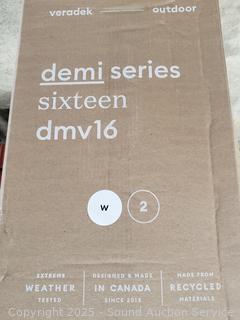 veradek outdoor
demi series
sixteen
dmv16
w 2
EXTREME
WEATHER
TESTED
DESIGNED & MADE
IN CANADA
SINCE 2013
MADE FROM
RECYCLED
MATERIALS
Copyright 2025 - Sound Auction Service